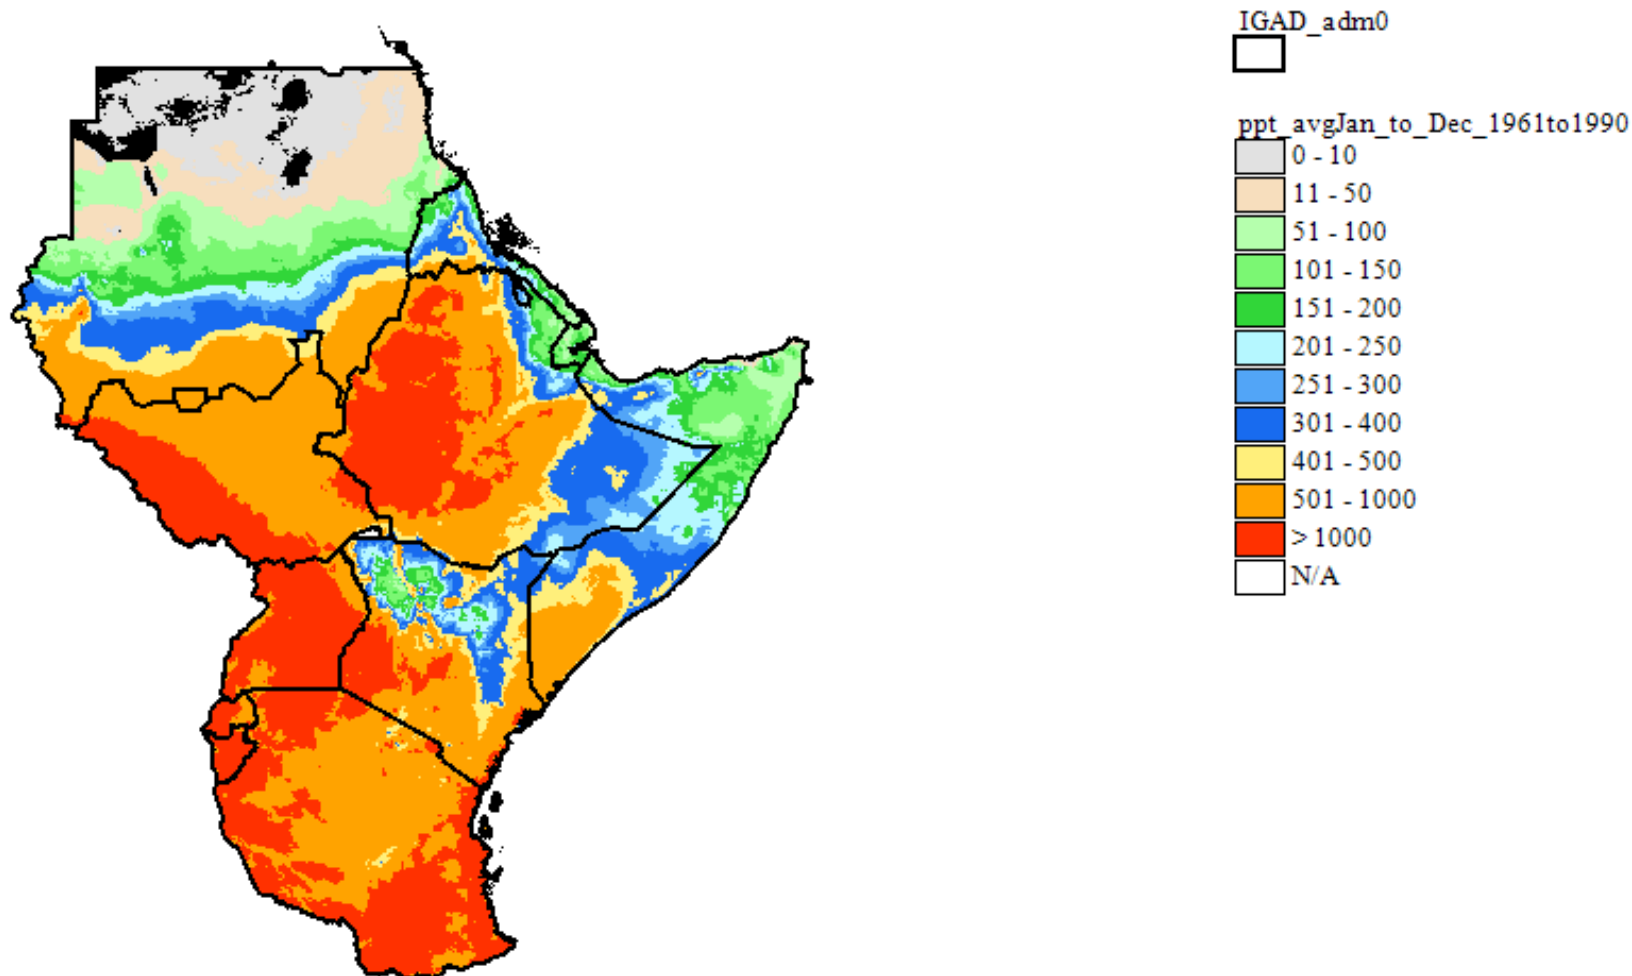 IGAD_adm0
ppt_avgJan_to_Dec_1961to1990
0 - 10
11 - 50
51 - 100
101 - 150
151 - 200
201 - 250
251 - 300
301 - 400
401 - 500
501 - 1000
> 1000
N/A